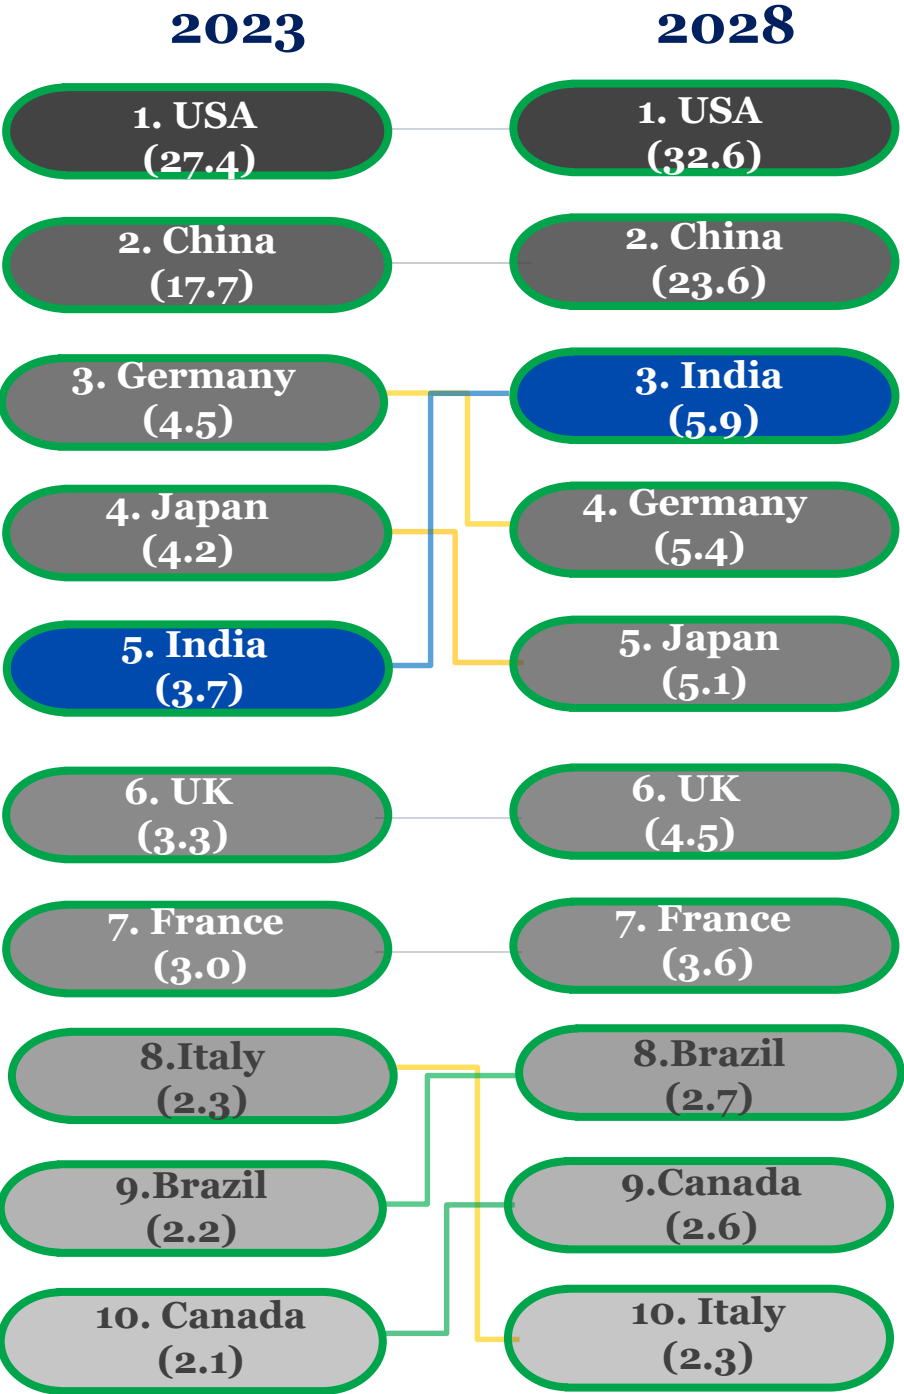 2023
2028
1. USA
(27.4)
1. USA
(32.6)
2. China
(17.7)
2. China
(23.6)
3. Germany
(4.5)
3. India
(5.9)
4. Japan
(4.2)
4. Germany
(5.4)
5. India
(3.7)
5. Japan
(5.1)
6. UK
(3.3)
6. UK
(4.5)
7. France
(3.0)
7. France
(3.6)
8.Italy
(2.3)
8.Brazil
(2.7)
9.Brazil
(2.2)
9.Canada
(2.6)
10. Canada
(2.1)
10. Italy
(2.3)